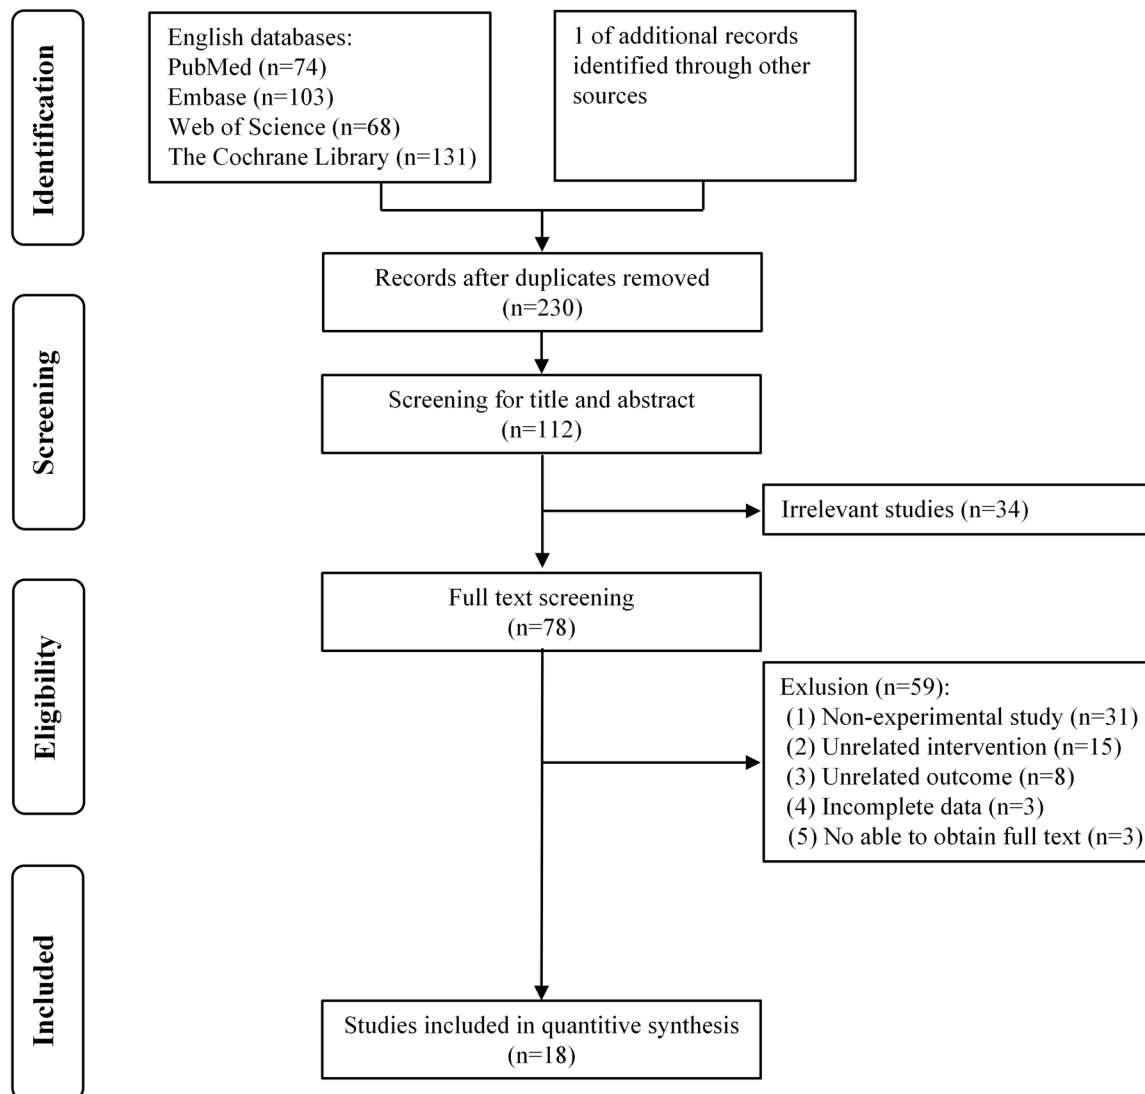 Identification
English databases:
PubMed (n=74)
Embase (n=103)
Web of Science (n=68)
The Cochrane Library (n=131)
1 of additional records
identified through other
sources
Records after duplicates removed
(n=230)
Screening
Screening for title and abstract
(n=112)
Irrelevant studies (n=34)
Eligibility
Full text screening
(n=78)
Exlusion (n=59):
(1) Non-experimental study (n=31)
(2) Unrelated intervention (n=15)
(3) Unrelated outcome (n=8)
(4) Incomplete data (n=3)
(5) No able to obtain full text (n=3)
Included
Studies included in quantitive synthesis
(n=18)